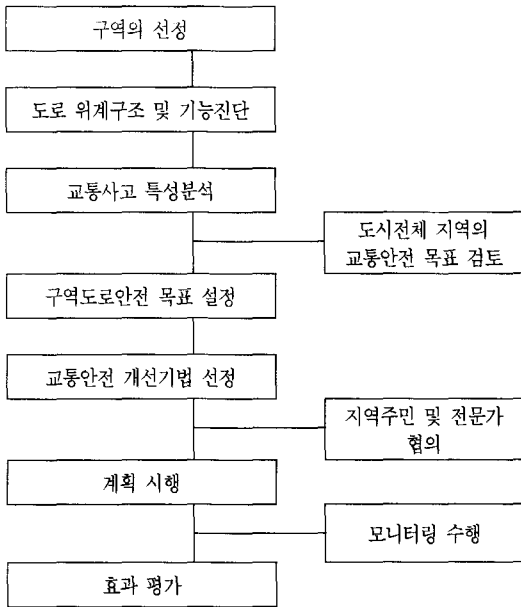 구역의 선정
도로 위계구조 및 기능진단
교통사고 특성분석
도시전체 지역의
교통안전 목표 검토
구역도로안전 목표 설정
교통안전 개선기법 선정
지역주민 및 전문가
협의
계획 시행
모니터링 수행
효과 평가